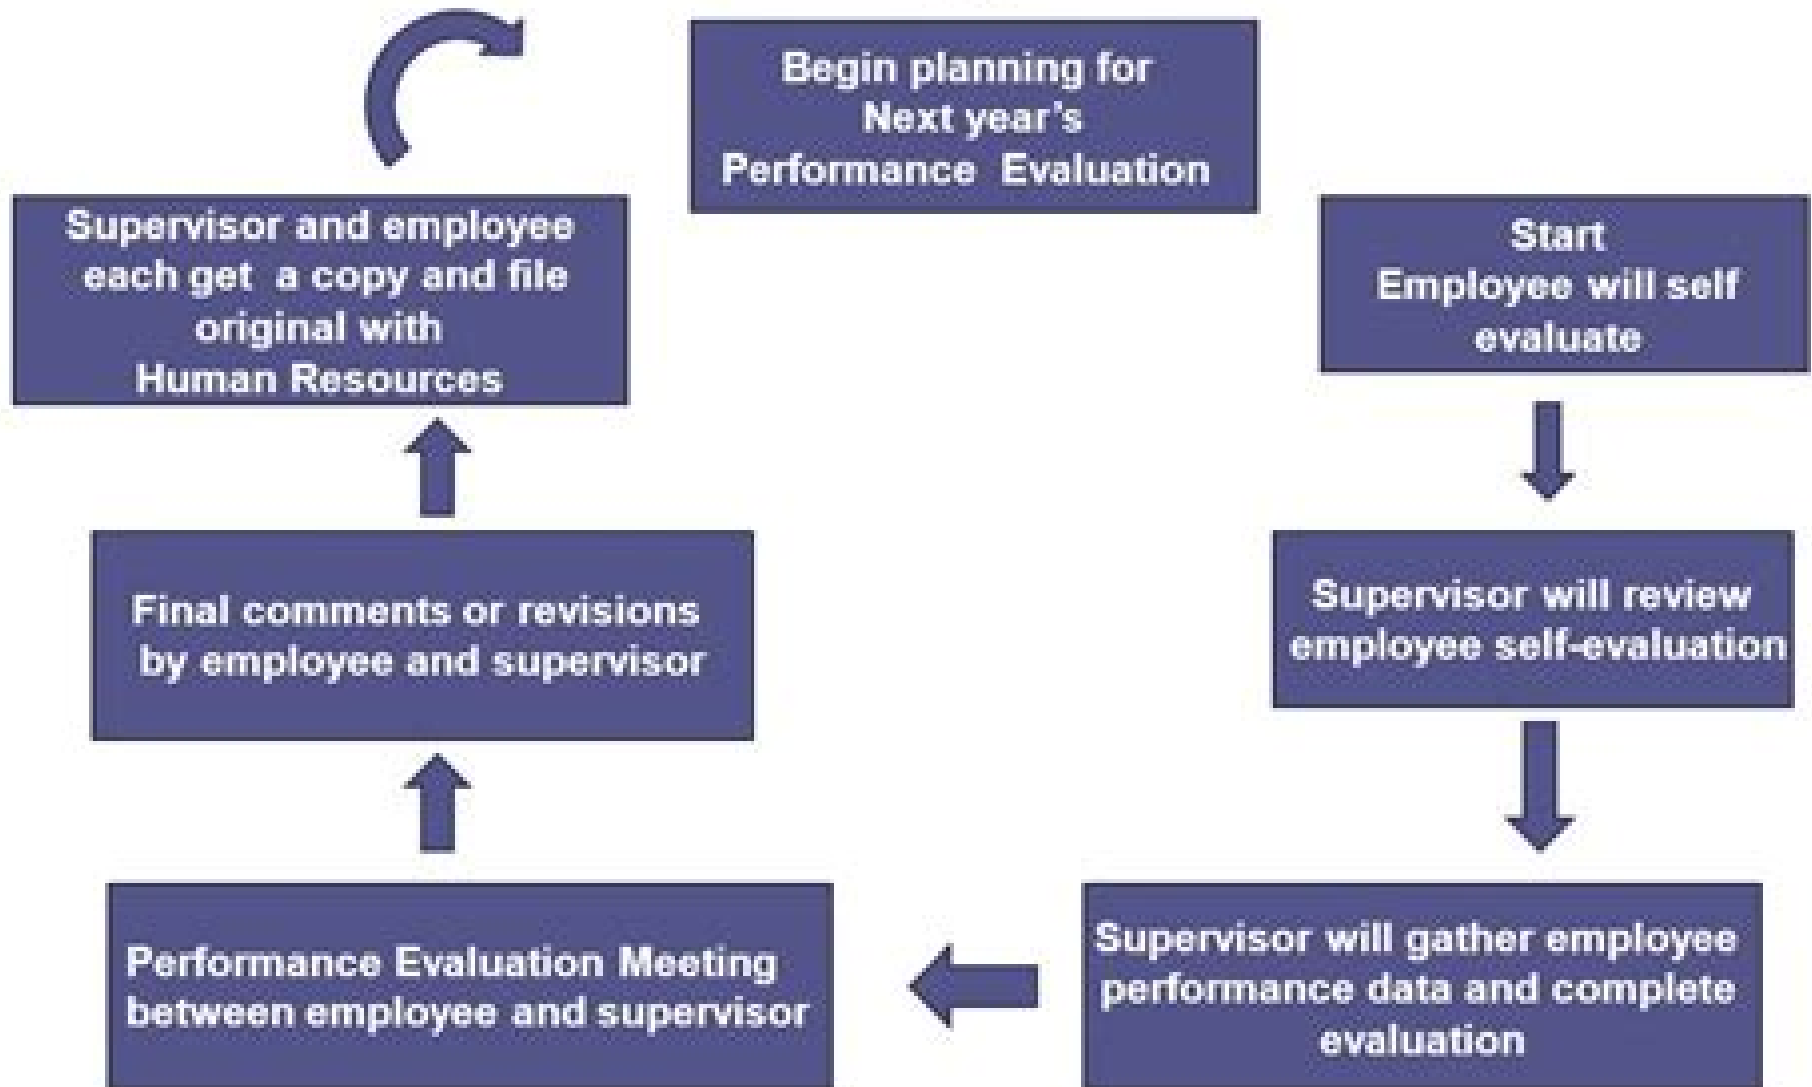 Begin planning for
Next year's
Performance Evaluation
Start
Employee will self
evaluate
Supervisor will review
employee self-evaluation
Supervisor will gather employee
performance data and complete
evaluation
Performance Evaluation Meeting
between employee and supervisor
Final comments or revisions
by employee and supervisor
Supervisor and employee
each get a copy and file
original with
Human Resources